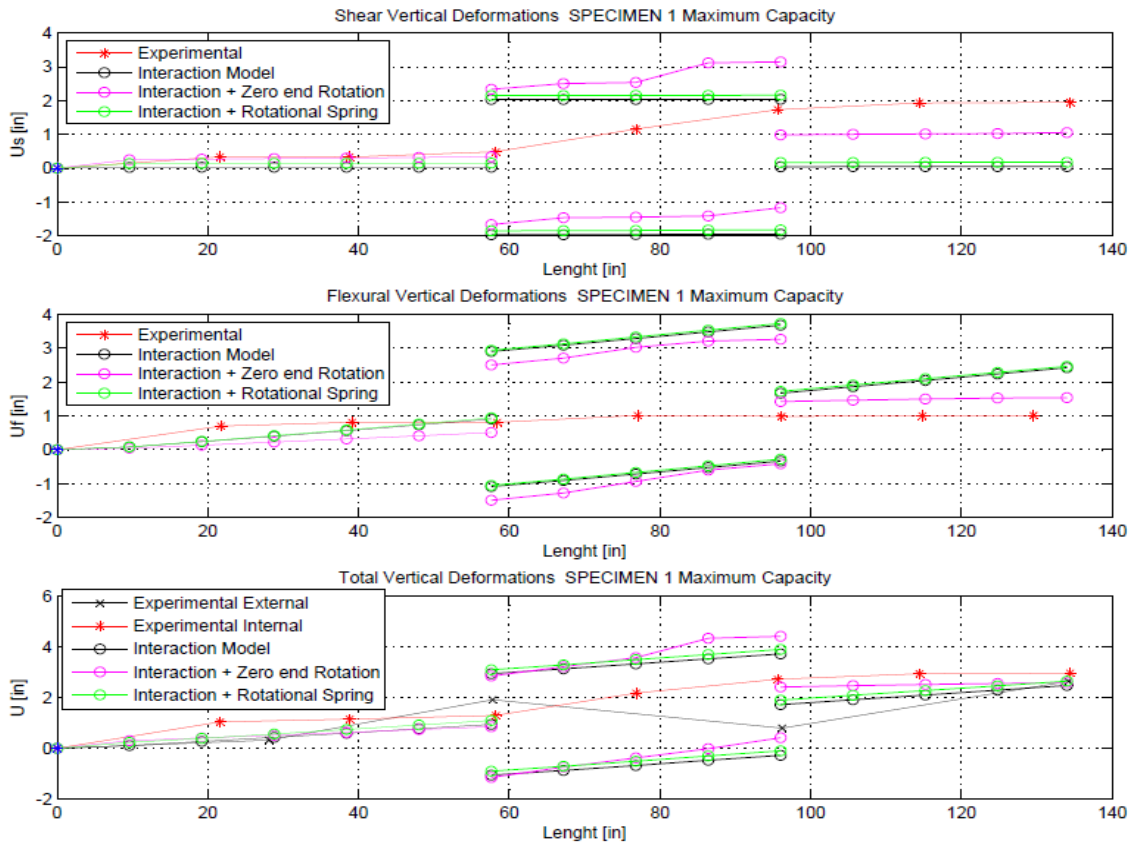 Shear Vertical Deformations SPECIMEN 1 Maximum Capacity
4
3
2
1
0
-1
-2
Us [in]
Experimental
Interaction Model
Interaction + Zero end Rotation
Interaction + Rotational Spring
0 20 40 60 80 100 120 140
Lenght [in]
Flexural Vertical Deformations SPECIMEN 1 Maximum Capacity
4
3
2
1
0
-1
-2
Uf [in]
Experimental
Interaction Model
Interaction + Zero end Rotation
Interaction + Rotational Spring
0 20 40 60 80 100 120 140
Lenght [in]
Total Vertical Deformations SPECIMEN 1 Maximum Capacity
6
4
2
0
-2
U [in]
Experimental External
Experimental Internal
Interaction Model
Interaction + Zero end Rotation
Interaction + Rotational Spring
0 20 40 60 80 100 120 140
Lenght [in]